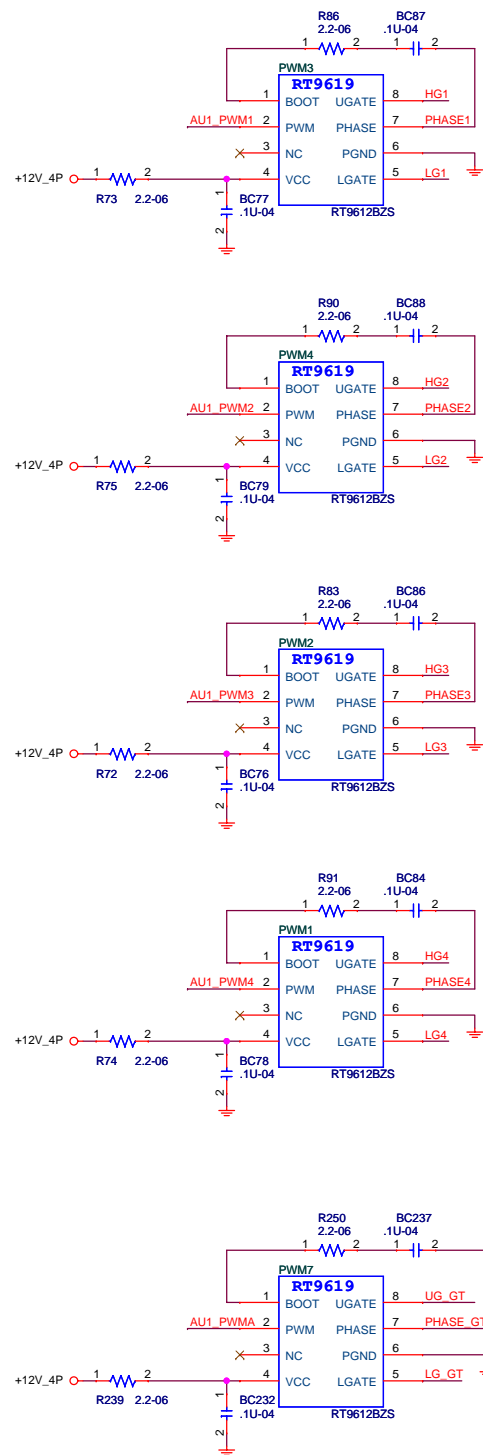 R86 BC87
2.2-06 .1U-04
1 2 1 2
PWM3
RT9619
1 BOOT UGATE 8 HG1
AU1_PWM1 2 PWM PHASE 7 PHASE1
3 NC PGND 6
+12V_4P 1 2 4 VCC LGATE 5 LG1
R73 2.2-06 1 BC77 RT9612BZS
.1U-04
2
R90 BC88
2.2-06 .1U-04
1 2 1 2
PWM4
RT9619
1 BOOT UGATE 8 HG2
AU1_PWM2 2 PWM PHASE 7 PHASE2
3 NC PGND 6
+12V_4P 1 2 4 VCC LGATE 5 LG2
R75 2.2-06 1 BC79 RT9612BZS
.1U-04
2
R83 BC86
2.2-06 .1U-04
1 2 1 2
PWM2
RT9619
1 BOOT UGATE 8 HG3
AU1_PWM3 2 PWM PHASE 7 PHASE3
3 NC PGND 6
+12V_4P 1 2 4 VCC LGATE 5 LG3
R72 2.2-06 1 BC76 RT9612BZS
.1U-04
2
R91 BC84
2.2-06 .1U-04
1 2 1 2
PWM1
RT9619
1 BOOT UGATE 8 HG4
AU1_PWM4 2 PWM PHASE 7 PHASE4
3 NC PGND 6
+12V_4P 1 2 4 VCC LGATE 5 LG4
R74 2.2-06 1 BC78 RT9612BZS
.1U-04
2
R250 BC237
2.2-06 .1U-04
1 2 1 2
PWM7
RT9619
1 BOOT UGATE 8 UG_GT
AU1_PWMA 2 PWM PHASE 7 PHASE_GT
3 NC PGND 6
+12V_4P 1 2 4 VCC LGATE 5 LG_GT
R239 2.2-06 1 BC232 RT9612BZS
.1U-04
2